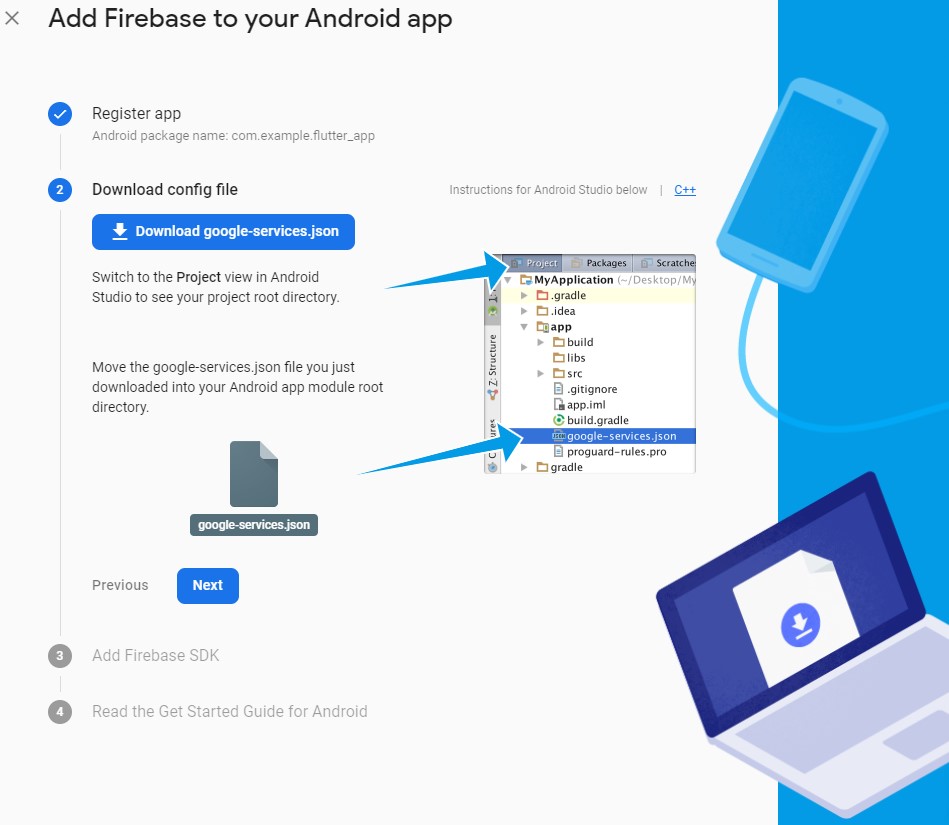 Add Firebase to your Android app
Register app
Android package name: com.example.flutter_app
2
Download config file
Instructions for Android Studio below | C++
Download google-services.json
Switch to the Project view in Android
Studio to see your project root directory.
Move the google-services.json file you just
downloaded into your Android app module root
directory.
google-services.json
Project
Packages
Scratche
MyApplication (~/Desktop/My
.gradle
.idea
app
build
libs
src
.gitignore
app.iml
build.gradle
google-services.json
proguard-rules.pro
gradle
Z: Structure
Previous
Next
3
Add Firebase SDK
4
Read the Get Started Guide for Android